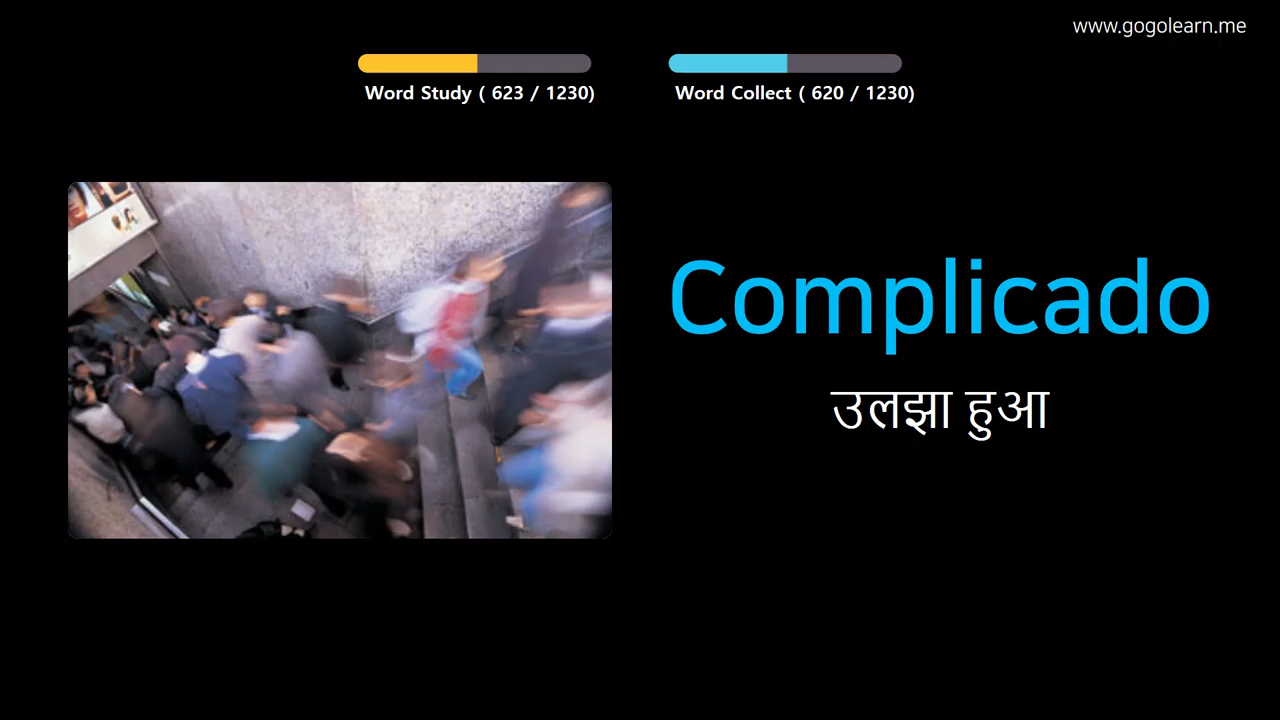 www.gogolearn.me
Word Study ( 623 / 1230)
Word Collect ( 620 / 1230)
Complicado
उलझा हुआ